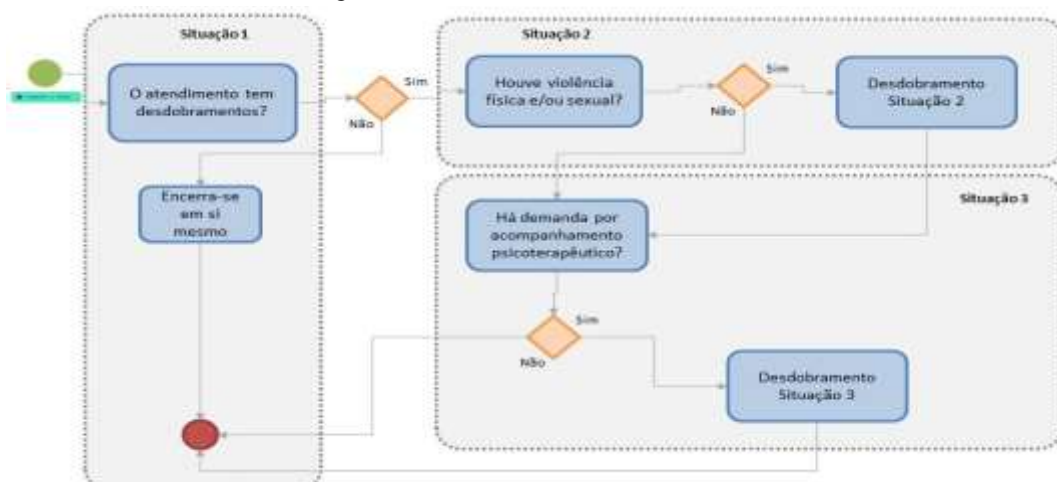 Situação 1
O atendimento tem
desdobramentos?
Sim
Não
Encerra-se
em si
mesmo
Situação 2
Houve violência
física e/ou sexual?
Sim
Não
Desdobramento
Situação 2
Situação 3
Há demanda por
acompanhamento
psicoterapêutico?
Sim
Não
Desdobramento
Situação 3